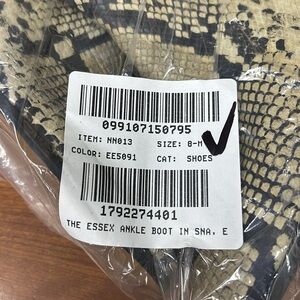 099107150795
ITEM: NN013 SIZE: 8-M
COLOR: EE5091 CAT: SHOES
1792274401
THE ESSEX ANKLE BOOT IN SNA. E